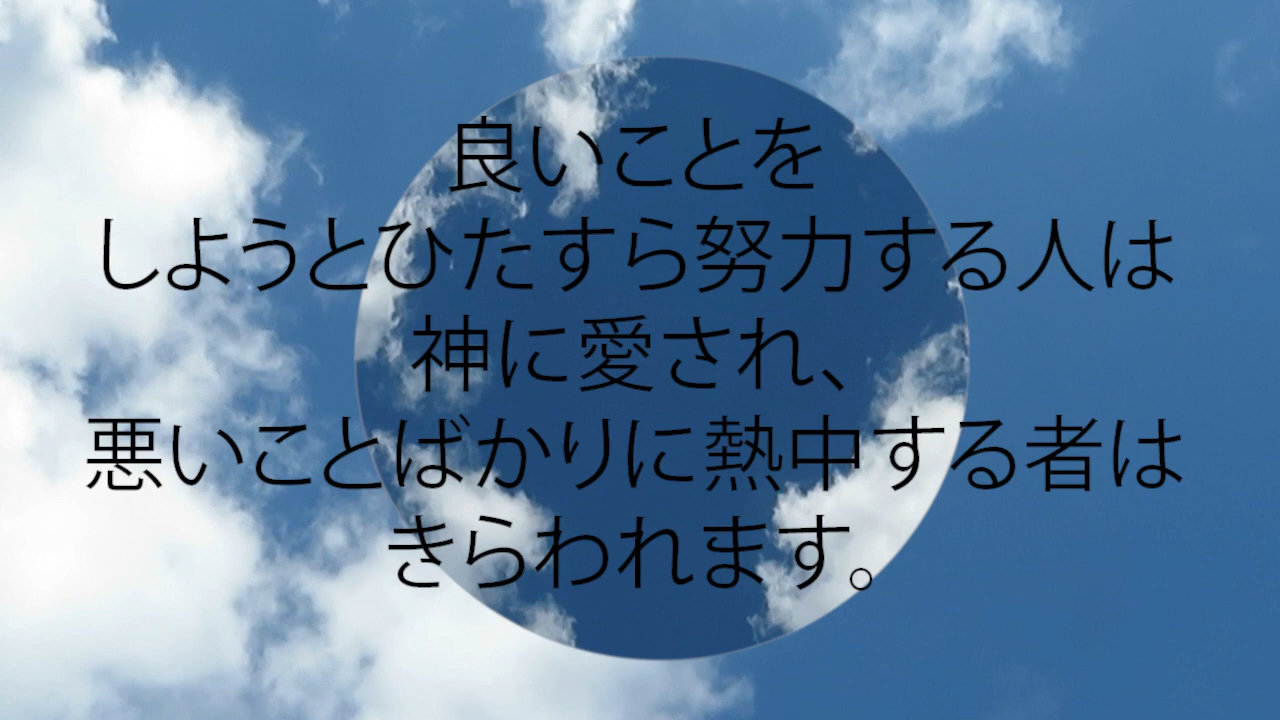 良いことを
しようとひたすら努力する人は
神に愛され、
悪いことばかりに熱中する者は
きらわれます。